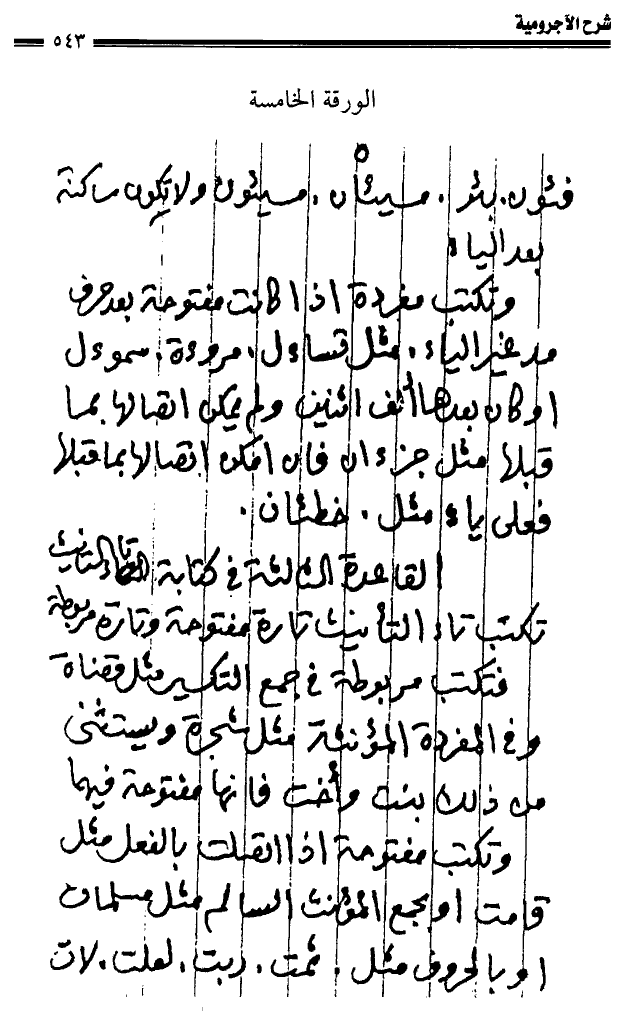 شرح الآجرومية
٥٤٣
الورقة الخامسة
٥
فئون. بئر. مسيئان. مسيئون ولا تكون ساكنة
بعد الياء
وتكتب مفردة اذا كانت مفتوحة بعد حرف
مد غير الياء. مثل تساءل. مروءة. سموءل
او كان بعدها ألف اثنين ولم يمكن اتصالها بما
قبلها مثل جزءان فان امكن اتصالها بما قبلها
فعلى ياء مثل. خطئان.
القاعدة الثالثة في كتابة تاء التأنيث
تكتب تاء التأنيث تارة مفتوحة وتارة مربوطة
فتكتب مربوطة في جمع التكسير مثل قضاة
وفي المفردة المؤنثة مثل شجرة ويستثنى
من ذلك بنت وأخت فانها مفتوحة فيهما
وتكتب مفتوحة اذا اتصلت بالفعل مثل
قامت او بجمع المؤنث السالم مثل مسلمات
او بالحروف مثل. ثمت. ربت. لعلت. لات